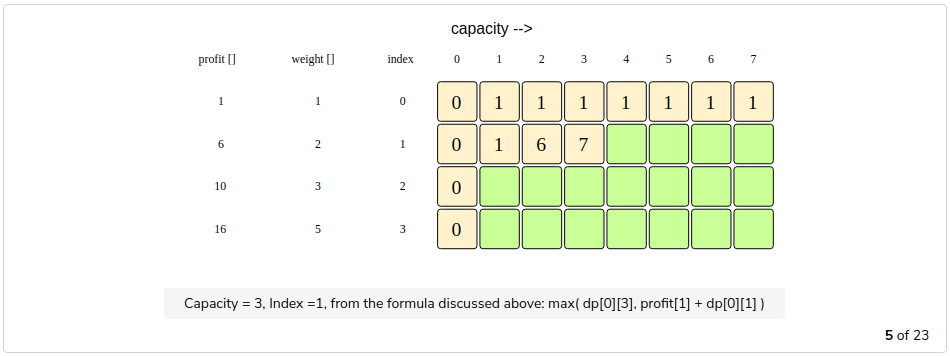 capacity -->
profit [] weight [] index 0 1 2 3 4 5 6 7
1 1 0 0 1 1 1 1 1 1 1
6 2 1 0 1 6 7
10 3 2 0
16 5 3 0
Capacity = 3, Index =1, from the formula discussed above: max( dp[0][3], profit[1] + dp[0][1] )
5 of 23